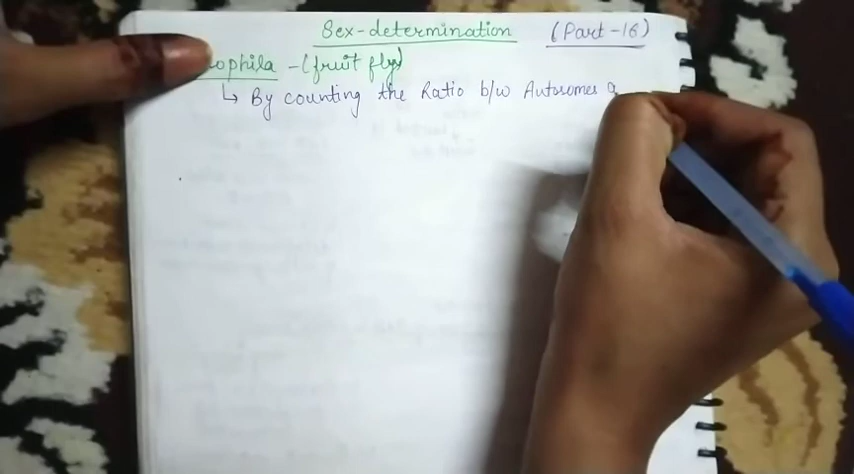 Sex-determination (Part-16)
ophila - (fruit fly)
↳ By counting the Ratio b/w Autosomes a